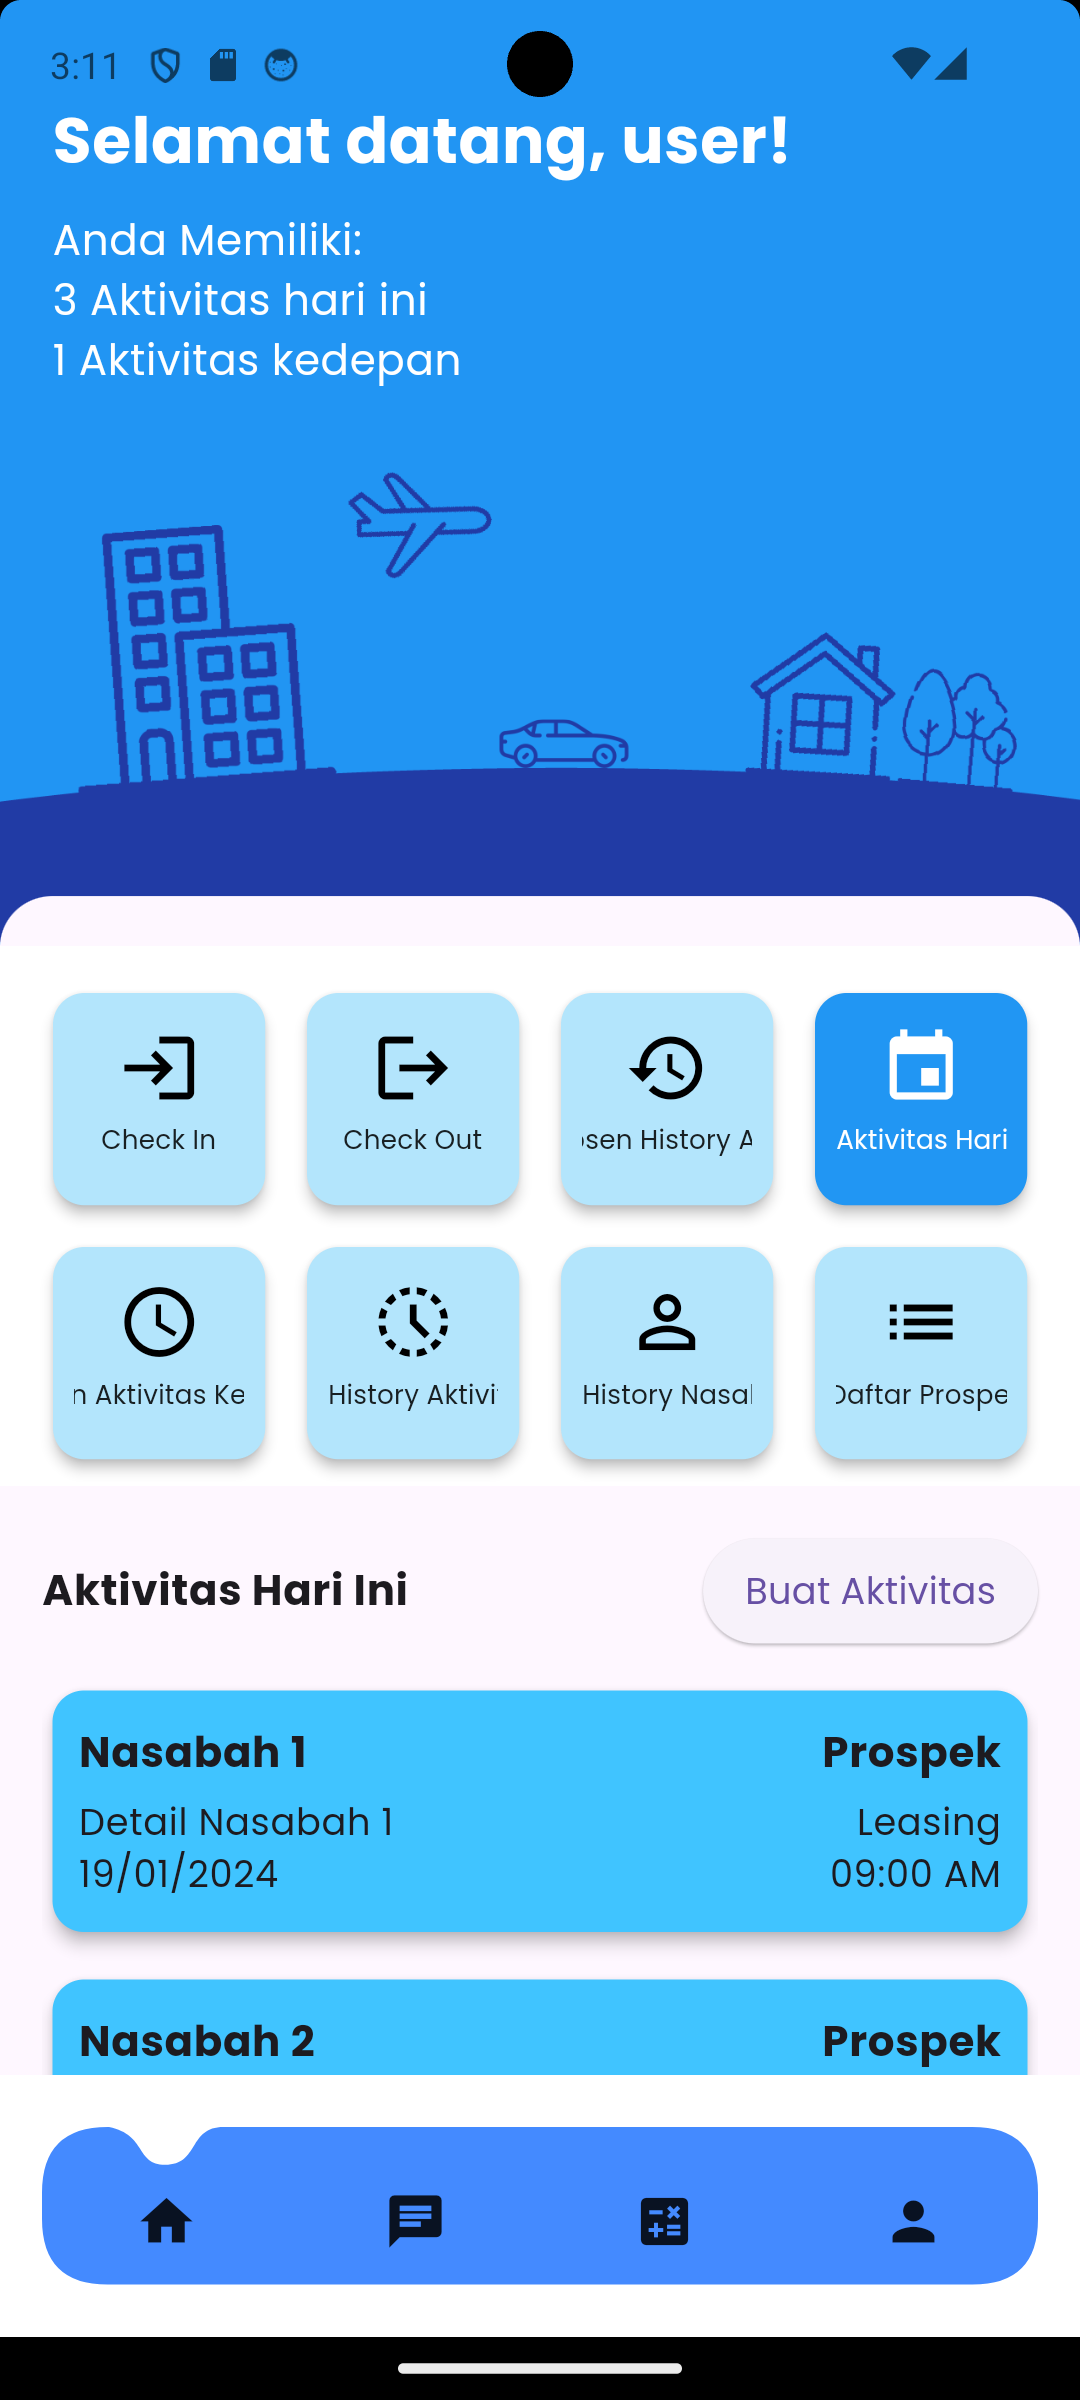 3:11
Selamat datang, user!
Anda Memiliki:
3 Aktivitas hari ini
1 Aktivitas kedepan
Check In
Check Out
sen History A
Aktivitas Hari
n Aktivitas Ke
History Aktivi
History Nasa
Daftar Prospe
Aktivitas Hari Ini
Buat Aktivitas
Nasabah 1
Prospek
Detail Nasabah 1
Leasing
19/01/2024
09:00 AM
Nasabah 2
Prospek